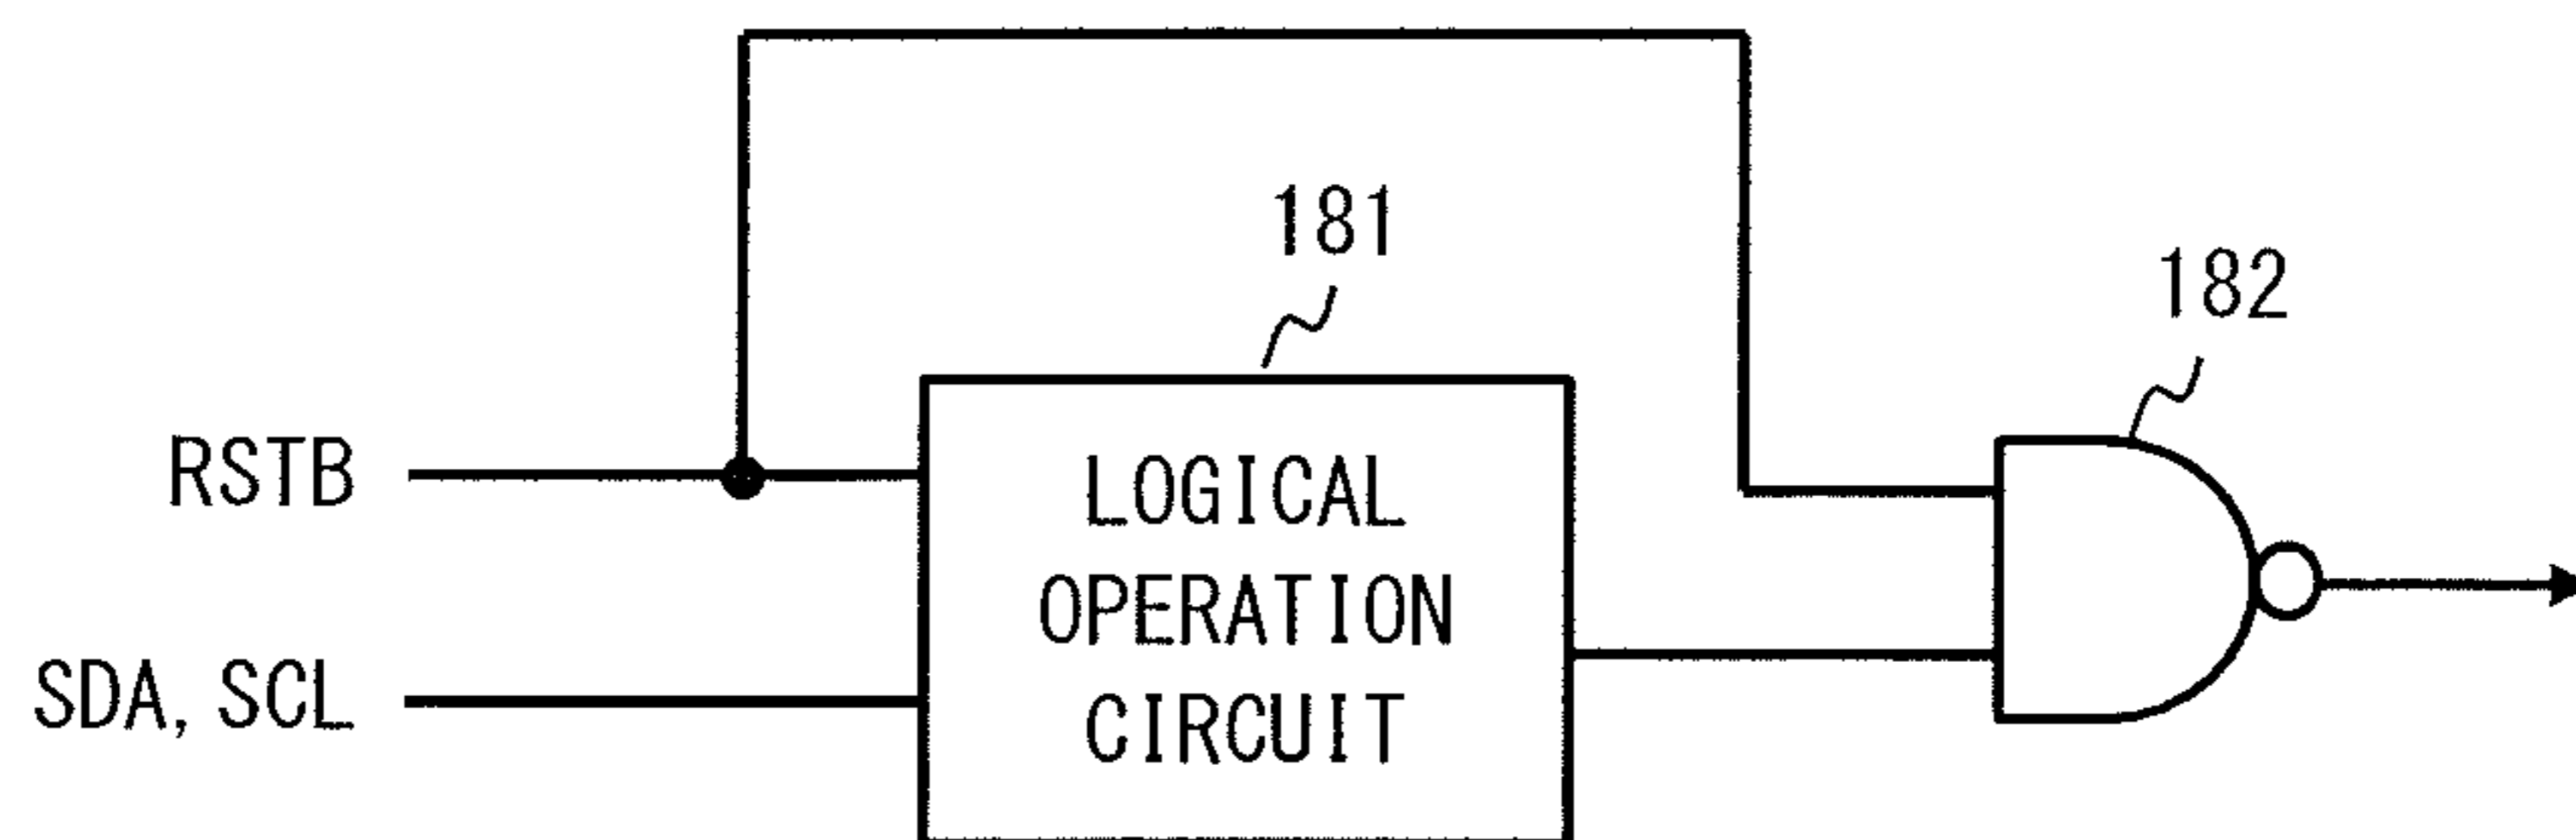 181
182
RSTB
LOGICAL
OPERATION
CIRCUIT
SDA, SCL